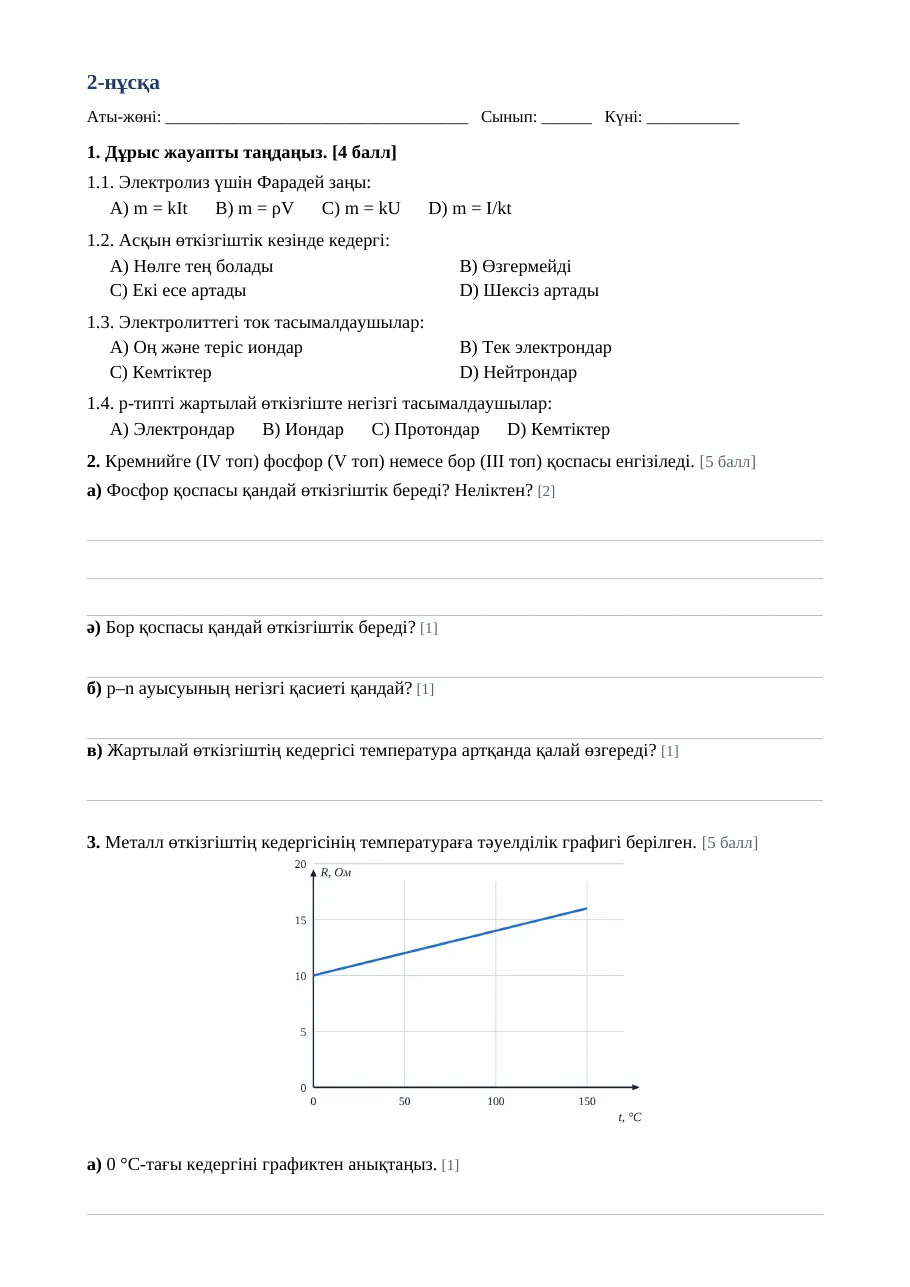 2-нұсқа
Аты-жөні: ____________________________________ Сынып: ______ Күні: ___________
1. Дұрыс жауапты таңдаңыз. [4 балл]
1.1. Электролиз үшін Фарадей заңы:
A) m = kIt B) m = ρV C) m = kU D) m = I/kt
1.2. Асқын өткізгіштік кезінде кедергі:
A) Нөлге тең болады B) Өзгермейді
C) Екі есе артады D) Шексіз артады
1.3. Электролиттегі ток тасымалдаушылар:
A) Оң және теріс иондар B) Тек электрондар
C) Кемтіктер D) Нейтрондар
1.4. p-типті жартылай өткізгіште негізгі тасымалдаушылар:
A) Электрондар B) Иондар C) Протондар D) Кемтіктер
2. Кремнийге (IV топ) фосфор (V топ) немесе бор (III топ) қоспасы енгізіледі. [5 балл]
а) Фосфор қоспасы қандай өткізгіштік береді? Неліктен? [2]
ә) Бор қоспасы қандай өткізгіштік береді? [1]
б) p–n ауысуының негізгі қасиеті қандай? [1]
в) Жартылай өткізгіштің кедергісі температура артқанда қалай өзгереді? [1]
3. Металл өткізгіштің кедергісінің температураға тәуелділік графигі берілген. [5 балл]
20
R, Ом
15
10
5
0
0 50 100 150
t, °C
а) 0 °C-тағы кедергіні графиктен анықтаңыз. [1]